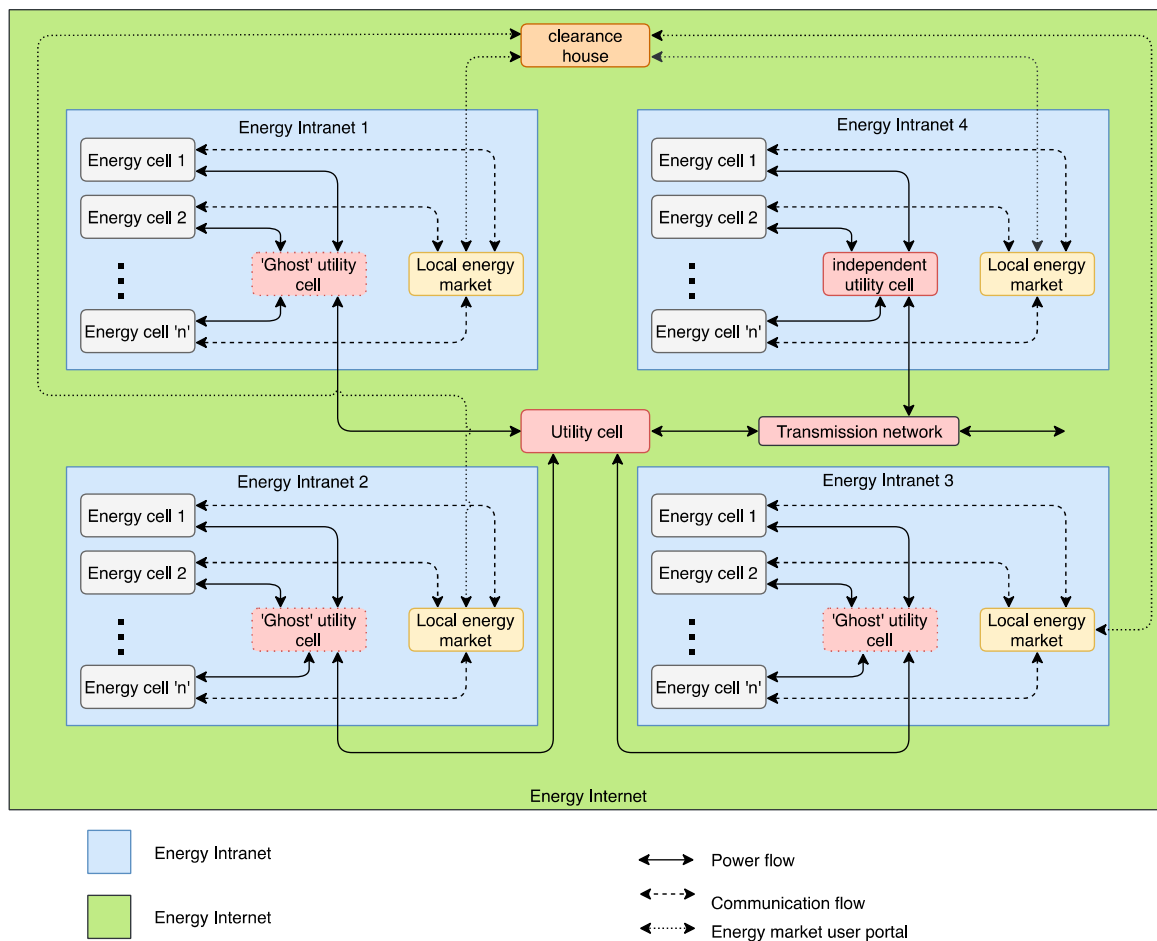 clearance
house
Energy Intranet 1
Energy cell 1
Energy cell 2
'Ghost' utility
cell
Local energy
market
Energy cell 'n'
Energy Intranet 4
Energy cell 1
Energy cell 2
independent
utility cell
Local energy
market
Energy cell 'n'
Utility cell
Transmission network
Energy Intranet 2
Energy cell 1
Energy cell 2
'Ghost' utility
cell
Local energy
market
Energy cell 'n'
Energy Intranet 3
Energy cell 1
Energy cell 2
'Ghost' utility
cell
Local energy
market
Energy cell 'n'
Energy Internet
Energy Intranet
Energy Internet
Power flow
Communication flow
Energy market user portal